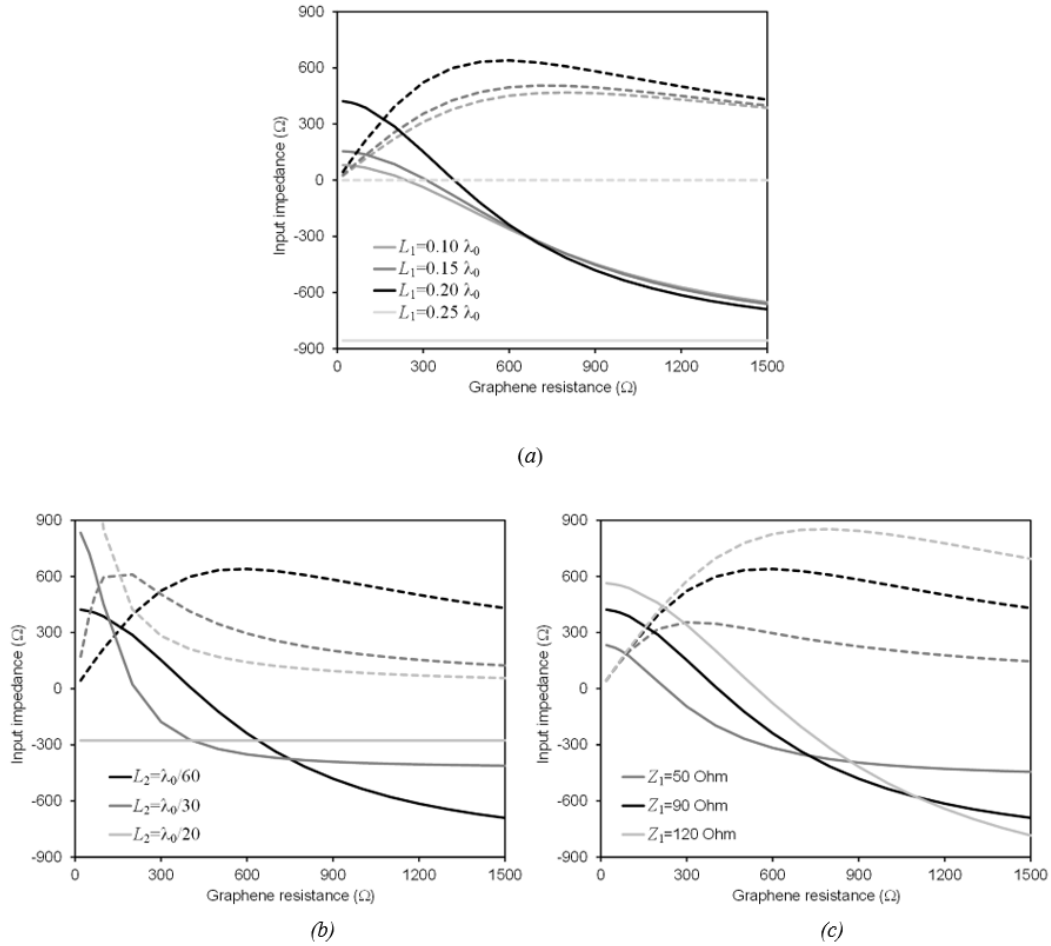 900
600
300
0
-300
-600
-900
Input impedance (Ω)
L₁=0.10 λ₀
L₁=0.15 λ₀
L₁=0.20 λ₀
L₁=0.25 λ₀
0 300 600 900 1200 1500
Graphene resistance (Ω)
(a)
900
600
300
0
-300
-600
-900
Input impedance (Ω)
L₂=λ₀/60
L₂=λ₀/30
L₂=λ₀/20
0 300 600 900 1200 1500
Graphene resistance (Ω)
(b)
900
600
300
0
-300
-600
-900
Input impedance (Ω)
Z₁=50 Ohm
Z₁=90 Ohm
Z₁=120 Ohm
0 300 600 900 1200 1500
Graphene resistance (Ω)
(c)